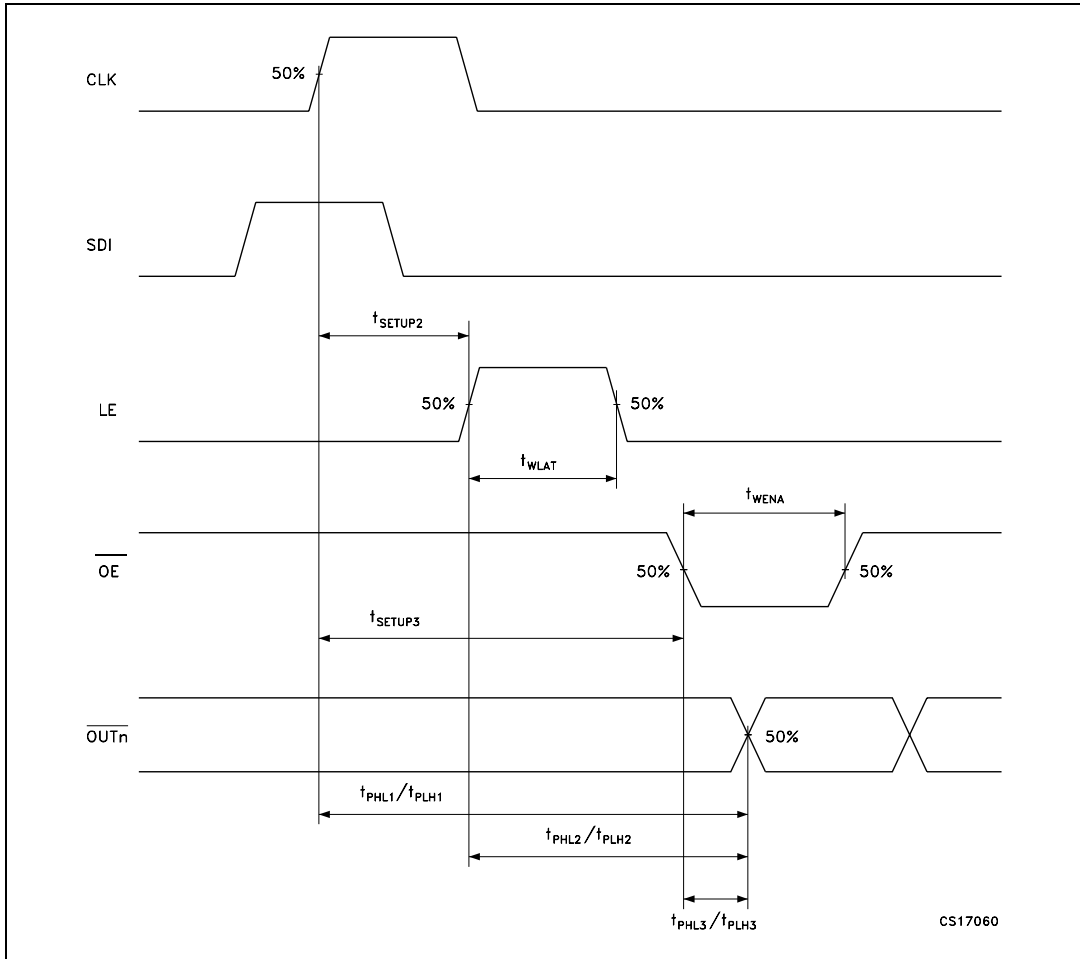 CLK
50%
SDI
tSETUP2
LE
50%
50%
tWLAT
tWENA
OE
50%
50%
tSETUP3
OUTn
50%
tPHL1/tPLH1
tPHL2/tPLH2
tPHL3/tPLH3
CS17060